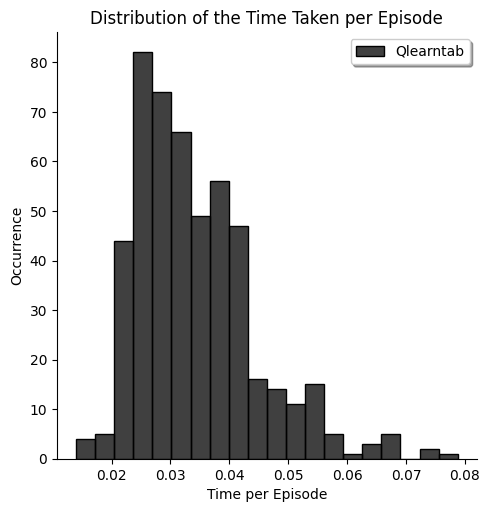 Distribution of the Time Taken per Episode
Qlearntab
80
70
60
50
40
30
20
10
0
Occurrence
0.02 0.03 0.04 0.05 0.06 0.07 0.08
Time per Episode